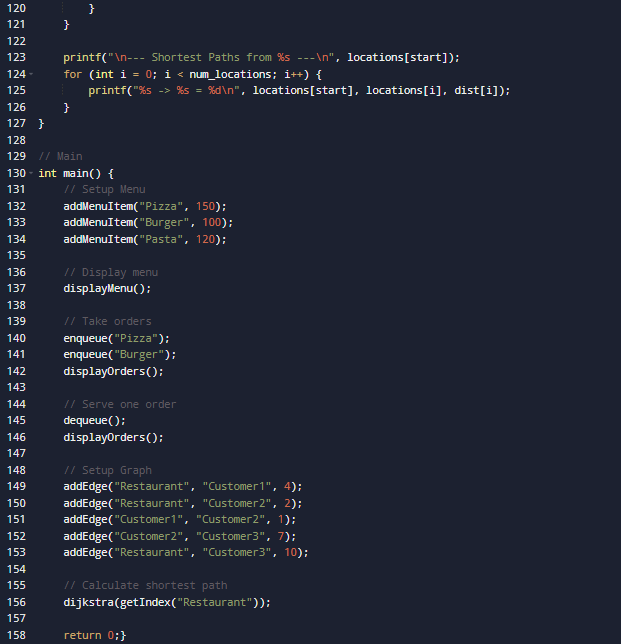 120 }
121 }
122
123 printf("\n--- Shortest Paths from %s ---\n", locations[start]);
124 for (int i = 0; i < num_locations; i++) {
125 printf("%s -> %s = %d\n", locations[start], locations[i], dist[i]);
126 }
127 }
128
129 // Main
130 int main() {
131 // Setup Menu
132 addMenuItem("Pizza", 150);
133 addMenuItem("Burger", 100);
134 addMenuItem("Pasta", 120);
135
136 // Display menu
137 displayMenu();
138
139 // Take orders
140 enqueue("Pizza");
141 enqueue("Burger");
142 displayOrders();
143
144 // Serve one order
145 dequeue();
146 displayOrders();
147
148 // Setup Graph
149 addEdge("Restaurant", "Customer1", 4);
150 addEdge("Restaurant", "Customer2", 2);
151 addEdge("Customer1", "Customer2", 1);
152 addEdge("Customer2", "Customer3", 7);
153 addEdge("Restaurant", "Customer3", 10);
154
155 // Calculate shortest path
156 dijkstra(getIndex("Restaurant"));
157
158 return 0;}